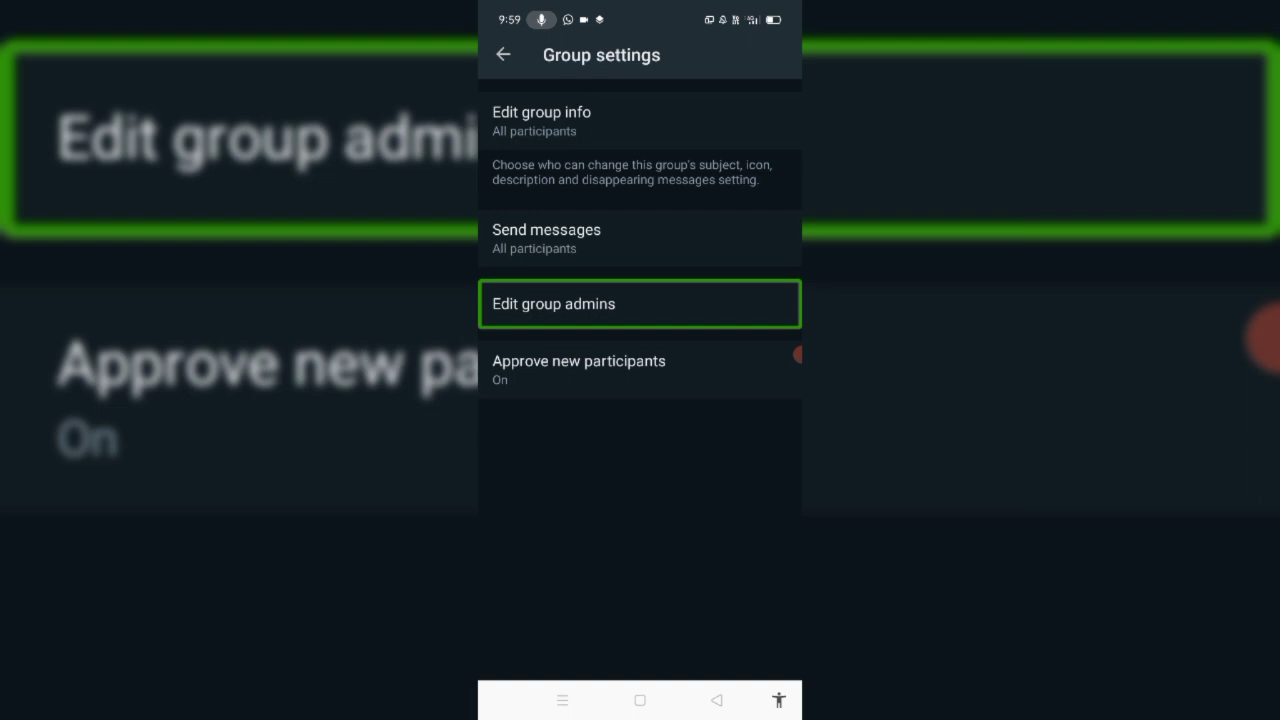 9:59
Group settings
Edit group info
All participants
Choose who can change this group's subject, icon,
description and disappearing messages setting.
Send messages
All participants
Edit group admins
Approve new participants
On
Edit group admi
Approve new pa
On